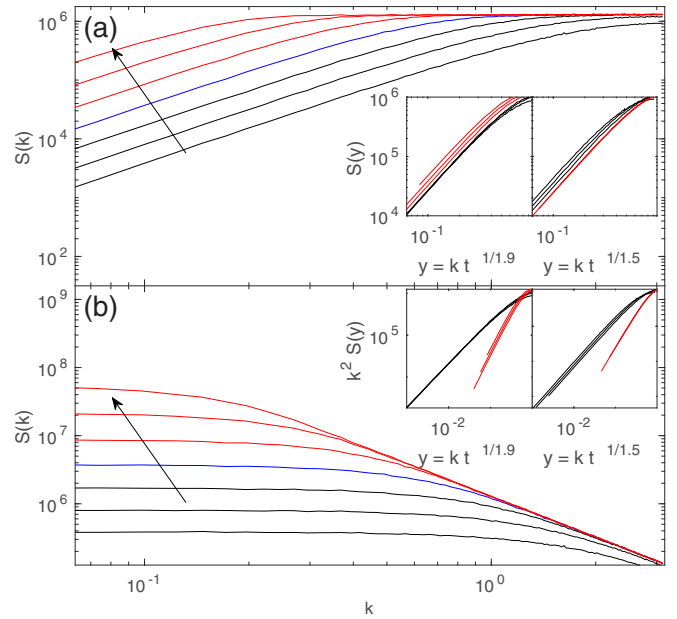 (a)
10^6
10^4
10^2
S(k)
10^6
10^5
10^4
S(y)
10^-1
10^-1
y = k t^1/1.9
y = k t^1/1.5
(b)
10^9
10^8
10^7
10^6
S(k)
10^5
k^2 S(y)
10^-2
10^-2
y = k t^1/1.9
y = k t^1/1.5
10^-1
10^0
k